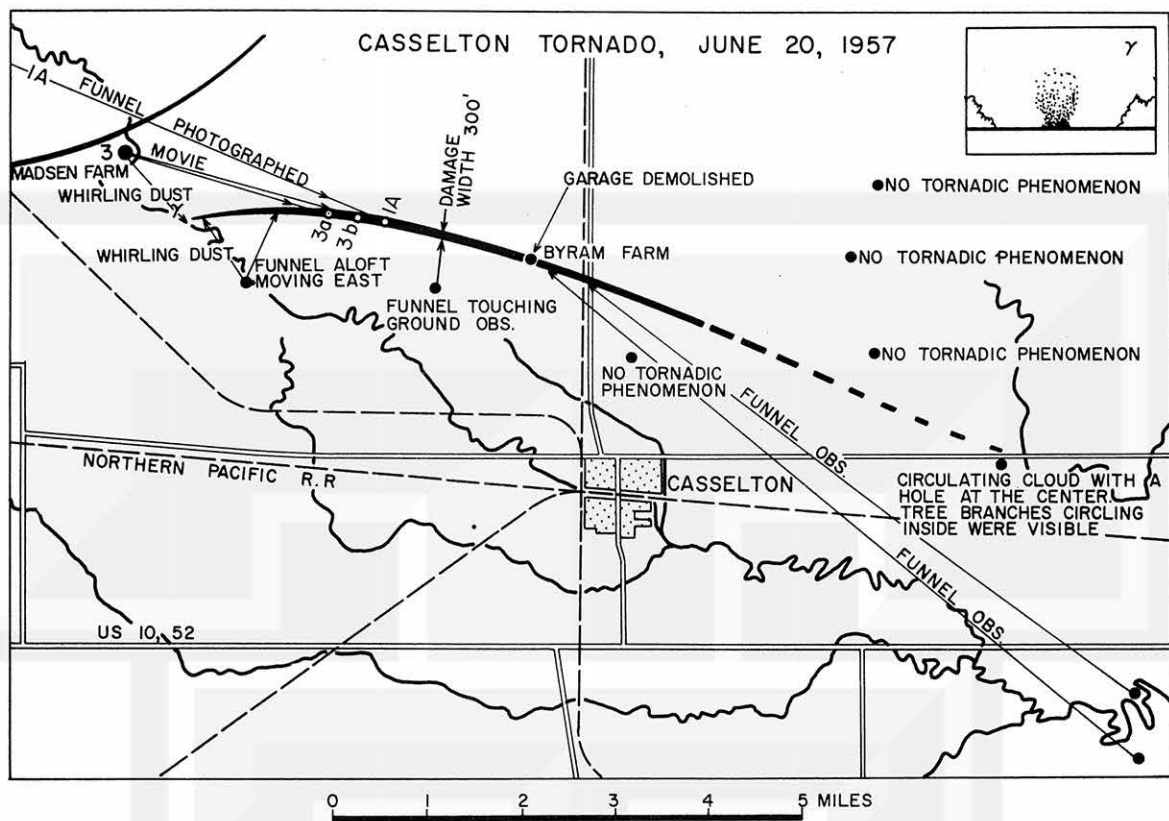 CASSELTON TORNADO, JUNE 20, 1957
γ
1A
FUNNEL
PHOTOGRAPHED
3
MOVIE
MADSEN FARM
WHIRLING DUST
DAMAGE
WIDTH 300'
GARAGE DEMOLISHED
NO TORNADIC PHENOMENON
3a
3b
1A
BYRAM FARM
WHIRLING DUST
FUNNEL ALOFT
MOVING EAST
NO TORNADIC PHENOMENON
FUNNEL TOUCHING
GROUND OBS.
NO TORNADIC PHENOMENON
NO TORNADIC
PHENOMENON
FUNNEL OBS.
NORTHERN PACIFIC R.R
CASSELTON
CIRCULATING CLOUD WITH A
HOLE AT THE CENTER.
TREE BRANCHES CIRCLING
INSIDE WERE VISIBLE
FUNNEL OBS.
US 10, 52
0 1 2 3 4 5 MILES